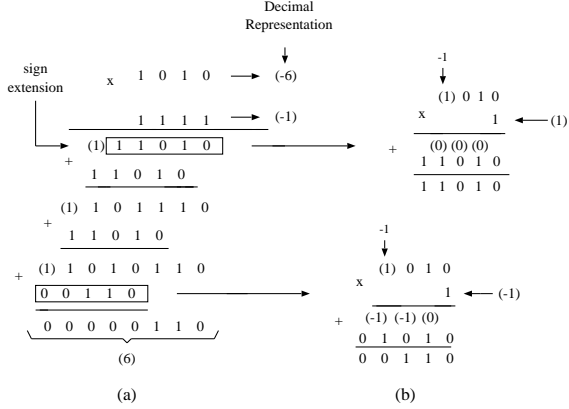 Decimal
Representation
sign
extension
x 1 0 1 0 (-6)
1 1 1 1 (-1)
(1) 1 1 0 1 0
+
1 1 0 1 0
(1) 1 0 1 1 1 0
+
1 1 0 1 0
(1) 1 0 1 0 1 1 0
+
0 0 1 1 0
0 0 0 0 0 1 1 0
(6)
(a)
-1
(1) 0 1 0
x 1 (1)
(0) (0) (0)
+
1 1 0 1 0
1 1 0 1 0
-1
(1) 0 1 0
x
1 (-1)
(-1) (-1) (0)
+
0 1 0 1 0
0 0 1 1 0
(b)